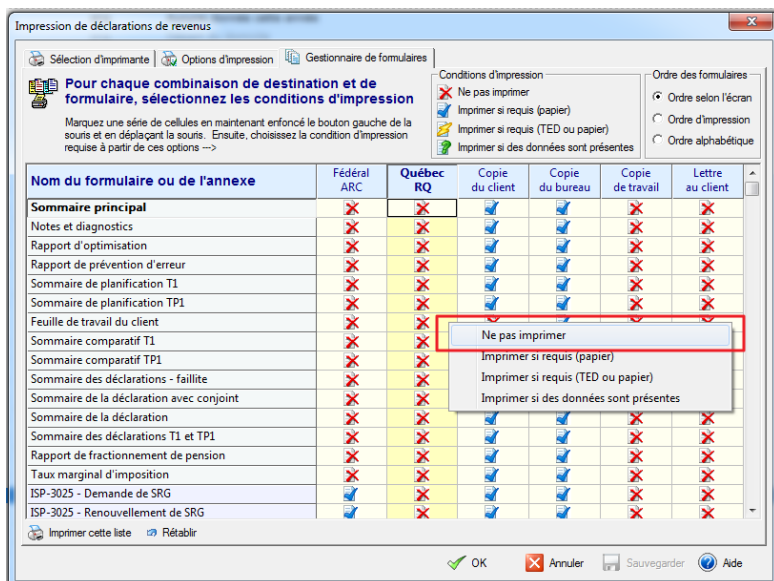 Impression de déclarations de revenus
Sélection d'imprimante
Options d'impression
Gestionnaire de formulaires
Pour chaque combinaison de destination et de
formulaire, sélectionnez les conditions d'impression
Marquez une série de cellules en maintenant enfoncé le
bouton gauche de la
souris et en déplaçant la souris. Ensuite, choisissez la condition d'impression
requise à partir de ces options --->
Conditions d'impression
Ne pas imprimer
Imprimer si requis (papier)
Imprimer si requis (TED ou papier)
Imprimer si des données sont présentes
Ordre des formulaires
Ordre selon l'écran
Ordre d'impression
Ordre alphabétique
Nom du formulaire ou de l'annexe
Fédéral
ARC
Québec
RQ
Copie
du client
Copie
du bureau
Copie
de travail
Lettre
au client
Sommaire principal
Notes et diagnostics
Rapport d'optimisation
Rapport de prévention d'erreur
Sommaire de planification T1
Sommaire de planification TP1
Feuille de travail du client
Sommaire comparatif T1
Sommaire comparatif TP1
Sommaire des déclarations - faillite
Sommaire de la déclaration avec conjoint
Sommaire de la déclaration
Sommaire des déclarations T1 et TP1
Rapport de fractionnement de pension
Taux marginal d'imposition
ISP-3025 - Demande de SRG
ISP-3025 - Renouvellement de SRG
Ne pas imprimer
Imprimer si requis (papier)
Imprimer si requis (TED ou papier)
Imprimer si des données sont présentes
Imprimer cette liste
Rétablir
OK
Annuler
Sauvegarder
Aide